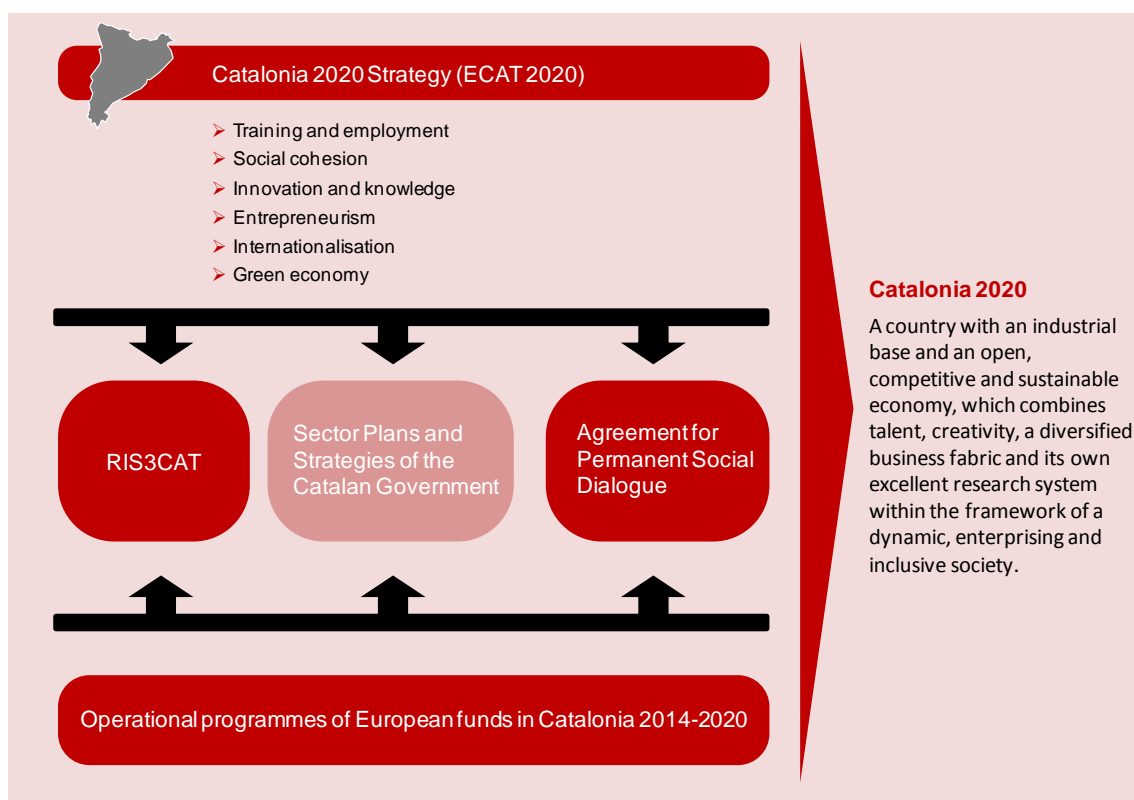 Catalonia 2020 Strategy (ECAT 2020)
Training and employment
Social cohesion
Innovation and knowledge
Entrepreneurism
Internationalisation
Green economy
RIS3CAT
Sector Plans and
Strategies of the
Catalan Government
Agreement for
Permanent Social
Dialogue
Operational programmes of European funds in Catalonia 2014-2020
Catalonia 2020
A country with an industrial
base and an open,
competitive and sustainable
economy, which combines
talent, creativity, a diversified
business fabric and its own
excellent research system
within the framework of a
dynamic, enterprising and
inclusive society.